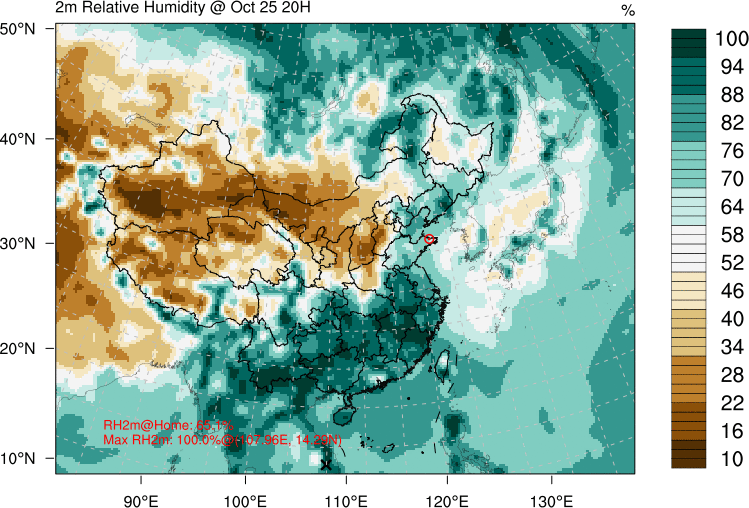 2m Relative Humidity @ Oct 25 20H
%
50°N
40°N
30°N
20°N
10°N
90°E
100°E
110°E
120°E
130°E
100
94
88
82
76
70
64
58
52
46
40
34
28
22
16
10
RH2m@Home:
Max RH2m: 100.0%@(107.96E, 14.29N)